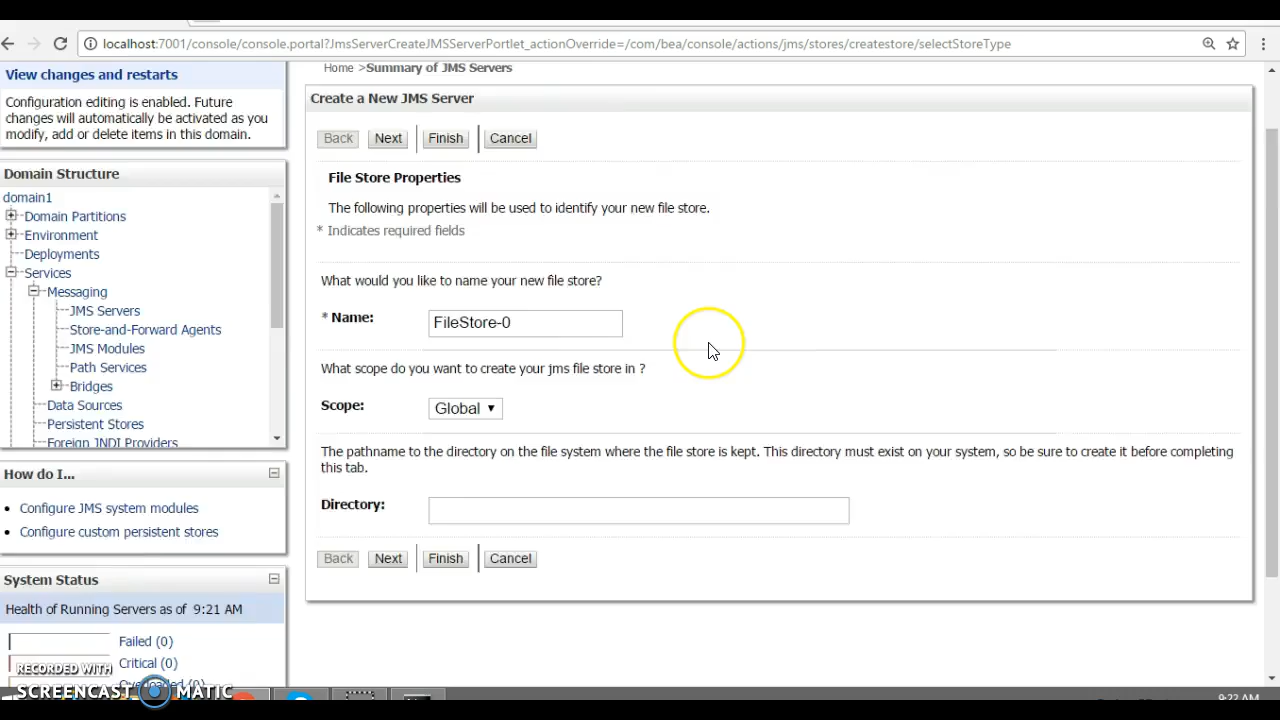 localhost:7001/console/console.portal?JmsServerCreateJMSServerPortlet_actionOverride=/com/bea/console/actions/jms/stores/createstore/selectStoreType
View changes and restarts
Configuration editing is enabled. Future
changes will automatically be activated as you
modify, add or delete items in this domain.
Domain Structure
domain1
Domain Partitions
Environment
Deployments
Services
Messaging
JMS Servers
Store-and-Forward Agents
JMS Modules
Path Services
Bridges
Data Sources
Persistent Stores
Foreign JNDI Providers
How do I...
Configure JMS system modules
Configure custom persistent stores
System Status
Health of Running Servers as of 9:21 AM
Failed (0)
Critical (0)
Overloaded (0)
Home >Summary of JMS Servers
Create a New JMS Server
Back Next Finish Cancel
File Store Properties
The following properties will be used to identify your new file store.
* Indicates required fields
What would you like to name your new file store?
* Name: FileStore-0
What scope do you want to create your jms file store in ?
Scope: Global
The pathname to the directory on the file system where the file store is kept. This directory must exist on your system, so be sure to create it before completing
this tab.
Directory:
Back Next Finish Cancel
RECORDED WITH
SCREENCAST MATIC
9:22 AM